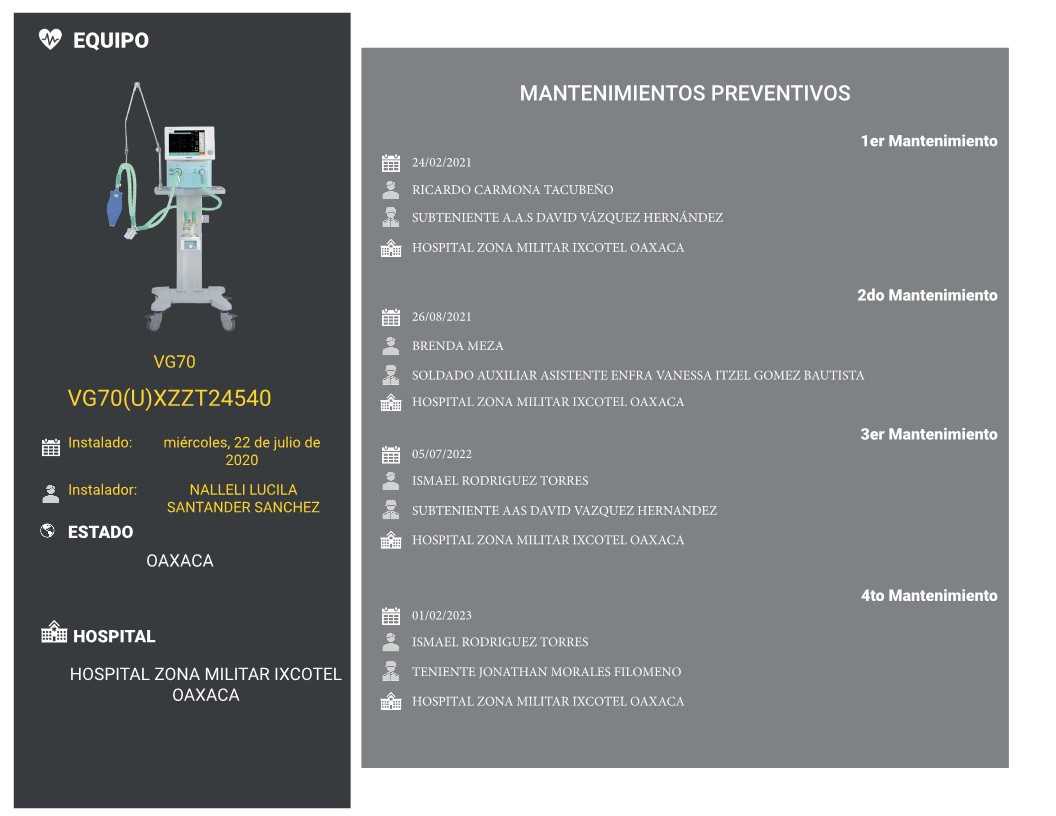 EQUIPO
VG70
VG70(U)XZZT24540
Instalado: miércoles, 22 de julio de
2020
Instalador: NALLELI LUCILA
SANTANDER SANCHEZ
ESTADO
OAXACA
HOSPITAL
HOSPITAL ZONA MILITAR IXCOTEL
OAXACA
MANTENIMIENTOS PREVENTIVOS
1er Mantenimiento
24/02/2021
RICARDO CARMONA TACUBEÑO
SUBTENIENTE A.A.S DAVID VÁZQUEZ HERNÁNDEZ
HOSPITAL ZONA MILITAR IXCOTEL OAXACA
2do Mantenimiento
26/08/2021
BRENDA MEZA
SOLDADO AUXILIAR ASISTENTE ENFRA VANESSA ITZEL GOMEZ BAUTISTA
HOSPITAL ZONA MILITAR IXCOTEL OAXACA
3er Mantenimiento
05/07/2022
ISMAEL RODRIGUEZ TORRES
SUBTENIENTE AAS DAVID VAZQUEZ HERNANDEZ
HOSPITAL ZONA MILITAR IXCOTEL OAXACA
4to Mantenimiento
01/02/2023
ISMAEL RODRIGUEZ TORRES
TENIENTE JONATHAN MORALES FILOMENO
HOSPITAL ZONA MILITAR IXCOTEL OAXACA